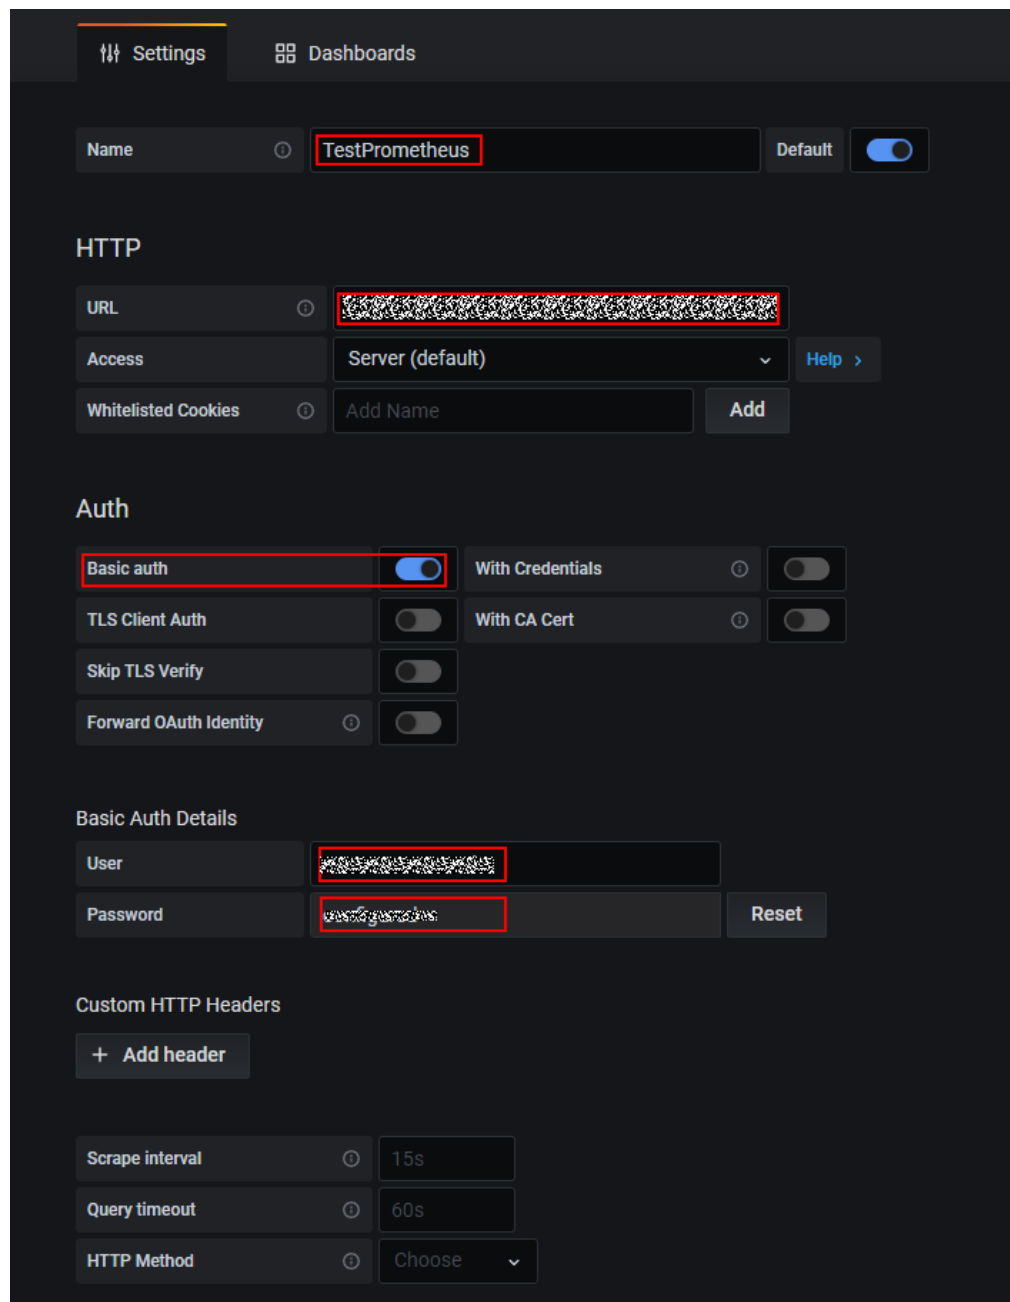 Settings Dashboards
Name TestPrometheus Default
HTTP
URL
Access Server (default) Help >
Whitelisted Cookies Add Name Add
Auth
Basic auth With Credentials
TLS Client Auth With CA Cert
Skip TLS Verify
Forward OAuth Identity
Basic Auth Details
User
Password Reset
Custom HTTP Headers
+ Add header
Scrape interval 15s
Query timeout 60s
HTTP Method Choose